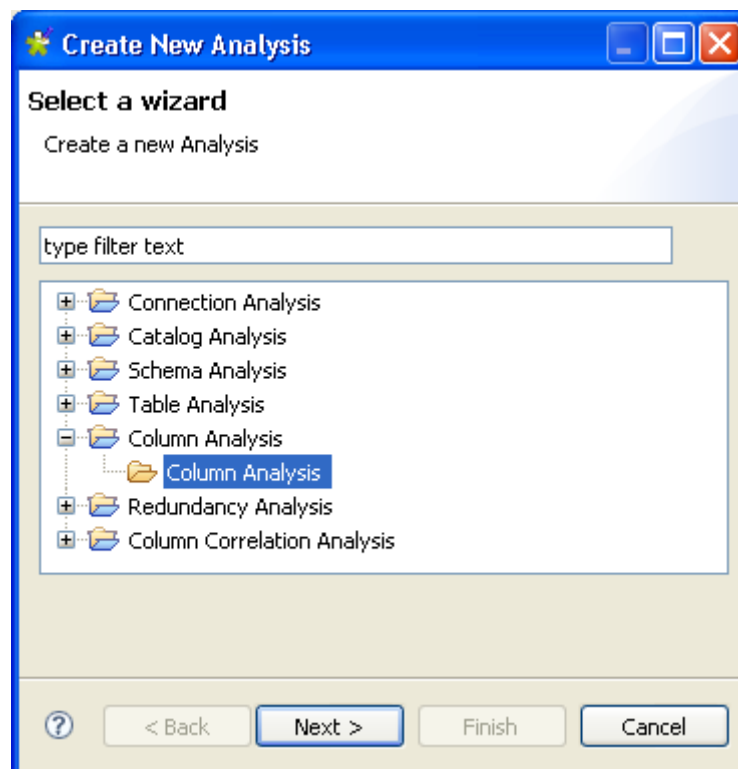 Create New Analysis
Select a wizard
Create a new Analysis
type filter text
Connection Analysis
Catalog Analysis
Schema Analysis
Table Analysis
Column Analysis
Column Analysis
Redundancy Analysis
Column Correlation Analysis
? < Back Next > Finish Cancel